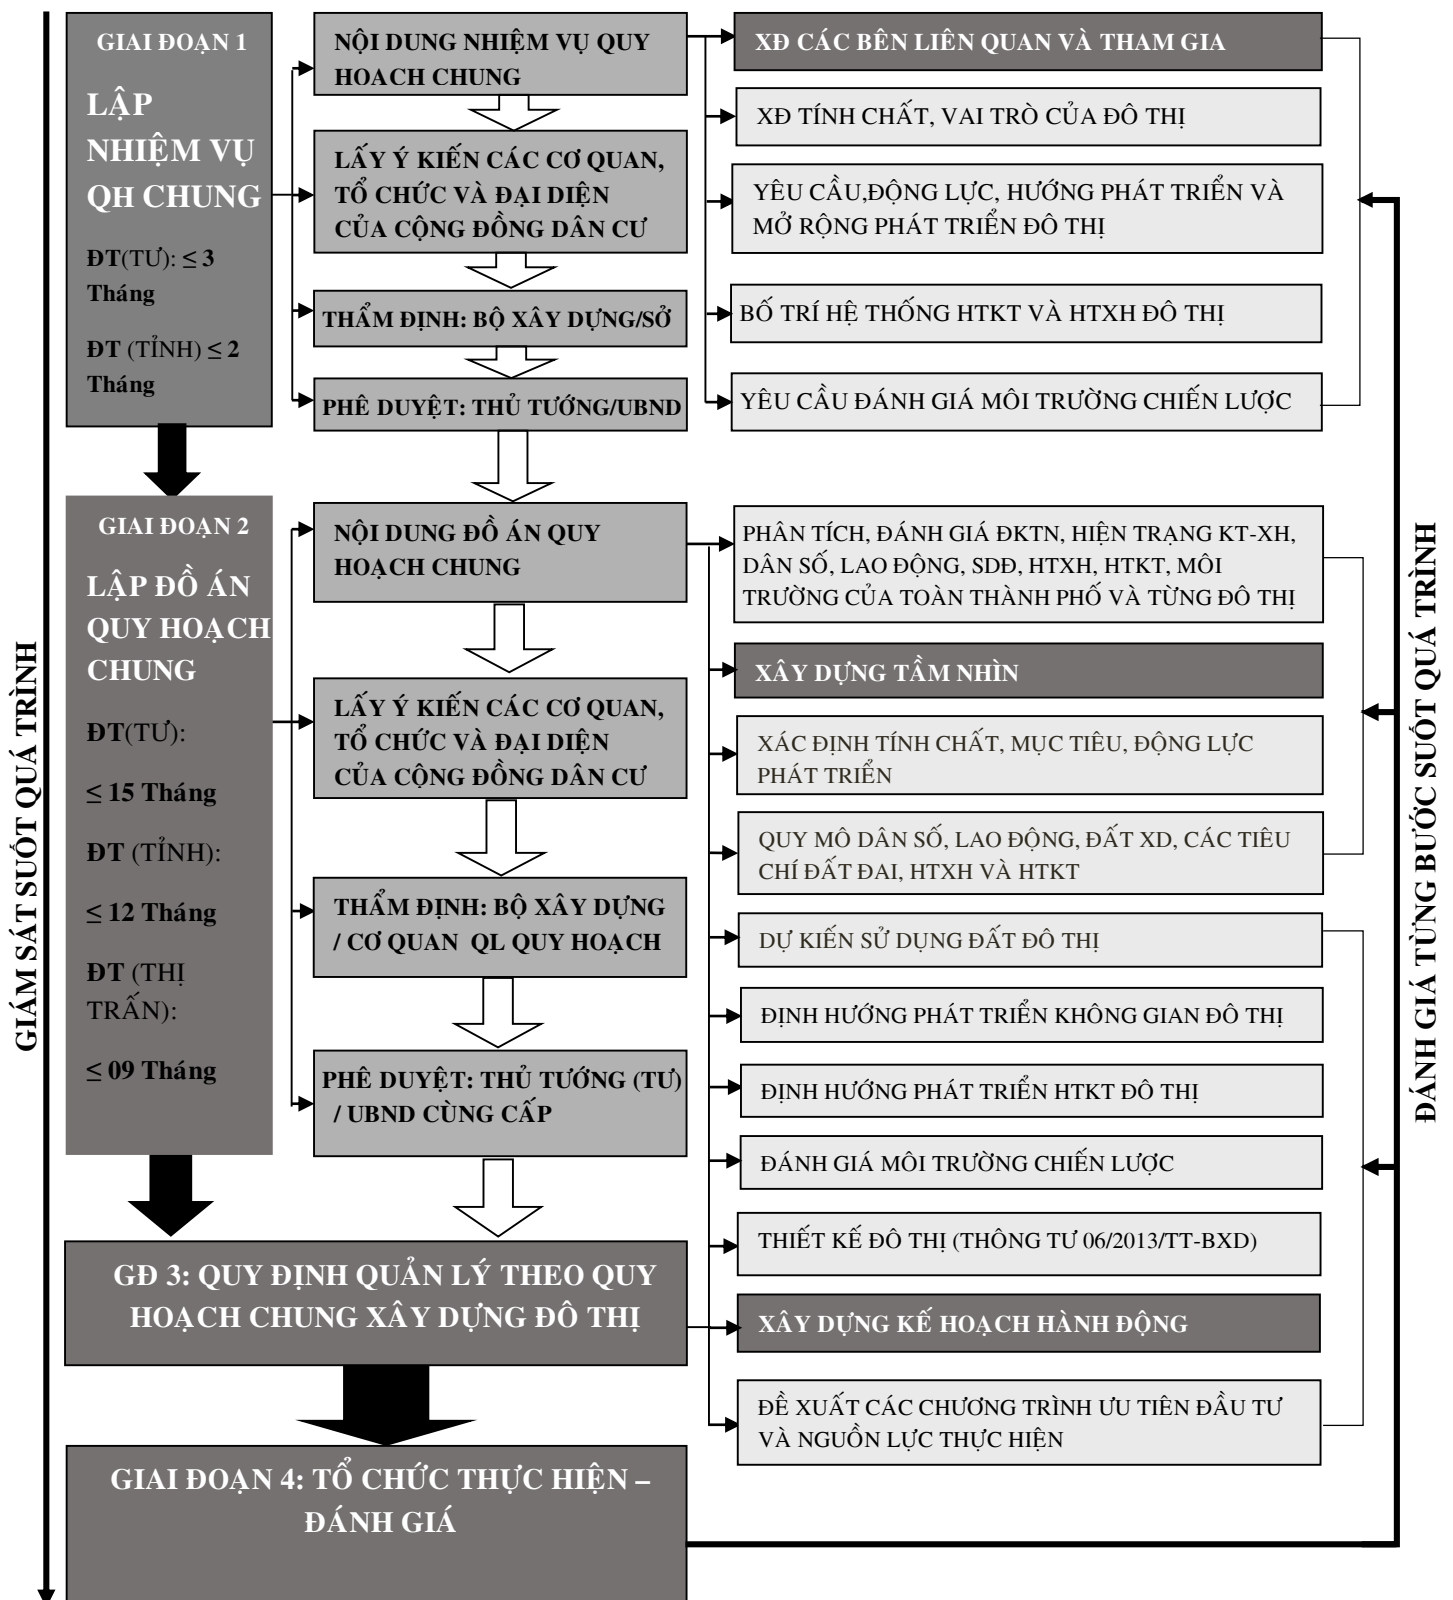 GIAI ĐOẠN 1
LẬP
NHIỆM VỤ
QH CHUNG
ĐT(TƯ): ≤ 3
Tháng
ĐT (TỈNH) ≤ 2
Tháng
NỘI DUNG NHIỆM VỤ QUY
HOẠCH CHUNG
LẤY Ý KIẾN CÁC CƠ QUAN,
TỔ CHỨC VÀ ĐẠI DIỆN
CỦA CỘNG ĐỒNG DÂN CƯ
THẨM ĐỊNH: BỘ XÂY DỰNG/SỞ
PHÊ DUYỆT: THỦ TƯỚNG/UBND
XĐ CÁC BÊN LIÊN QUAN VÀ THAM GIA
XĐ TÍNH CHẤT, VAI TRÒ CỦA ĐÔ THỊ
YÊU CẦU,ĐỘNG LỰC, HƯỚNG PHÁT TRIỂN VÀ
MỞ RỘNG PHÁT TRIỂN ĐÔ THỊ
BỐ TRÍ HỆ THỐNG HTKT VÀ HTXH ĐÔ THỊ
YÊU CẦU ĐÁNH GIÁ MÔI TRƯỜNG CHIẾN LƯỢC
GIAI ĐOẠN 2
LẬP ĐỒ ÁN
QUY HOẠCH
CHUNG
ĐT(TƯ):
≤ 15 Tháng
ĐT (TỈNH):
≤ 12 Tháng
ĐT (THỊ
TRẤN):
≤ 09 Tháng
NỘI DUNG ĐỒ ÁN QUY
HOẠCH CHUNG
LẤY Ý KIẾN CÁC CƠ QUAN,
TỔ CHỨC VÀ ĐẠI DIỆN
CỦA CỘNG ĐỒNG DÂN CƯ
THẨM ĐỊNH: BỘ XÂY DỰNG
/ CƠ QUAN QL QUY HOẠCH
PHÊ DUYỆT: THỦ TƯỚNG (TƯ)
/ UBND CÙNG CẤP
PHÂN TÍCH, ĐÁNH GIÁ ĐKTN, HIỆN TRẠNG KT-XH,
DÂN SỐ, LAO ĐỘNG, SDĐ, HTXH, HTKT, MÔI
TRƯỜNG CỦA TOÀN THÀNH PHỐ VÀ TỪNG ĐÔ THỊ
XÂY DỰNG TẦM NHÌN
XÁC ĐỊNH TÍNH CHẤT, MỤC TIÊU, ĐỘNG LỰC
PHÁT TRIỂN
QUY MÔ DÂN SỐ, LAO ĐỘNG, ĐẤT XD, CÁC TIÊU
CHÍ ĐẤT ĐAI, HTXH VÀ HTKT
DỰ KIẾN SỬ DỤNG ĐẤT ĐÔ THỊ
ĐỊNH HƯỚNG PHÁT TRIỂN KHÔNG GIAN ĐÔ THỊ
ĐỊNH HƯỚNG PHÁT TRIỂN HTKT ĐÔ THỊ
ĐÁNH GIÁ MÔI TRƯỜNG CHIẾN LƯỢC
THIẾT KẾ ĐÔ THỊ (THÔNG TƯ 06/2013/TT-BXD)
XÂY DỰNG KẾ HOẠCH HÀNH ĐỘNG
ĐỀ XUẤT CÁC CHƯƠNG TRÌNH ƯU TIÊN ĐẦU TƯ
VÀ NGUỒN LỰC THỰC HIỆN
GĐ 3: QUY ĐỊNH QUẢN LÝ THEO QUY
HOẠCH CHUNG XÂY DỰNG ĐÔ THỊ
GIAI ĐOẠN 4: TỔ CHỨC THỰC HIỆN –
ĐÁNH GIÁ
GIÁM SÁT SUỐT QUÁ TRÌNH
ĐÁNH GIÁ TỪNG BƯỚC SUỐT QUÁ TRÌNH